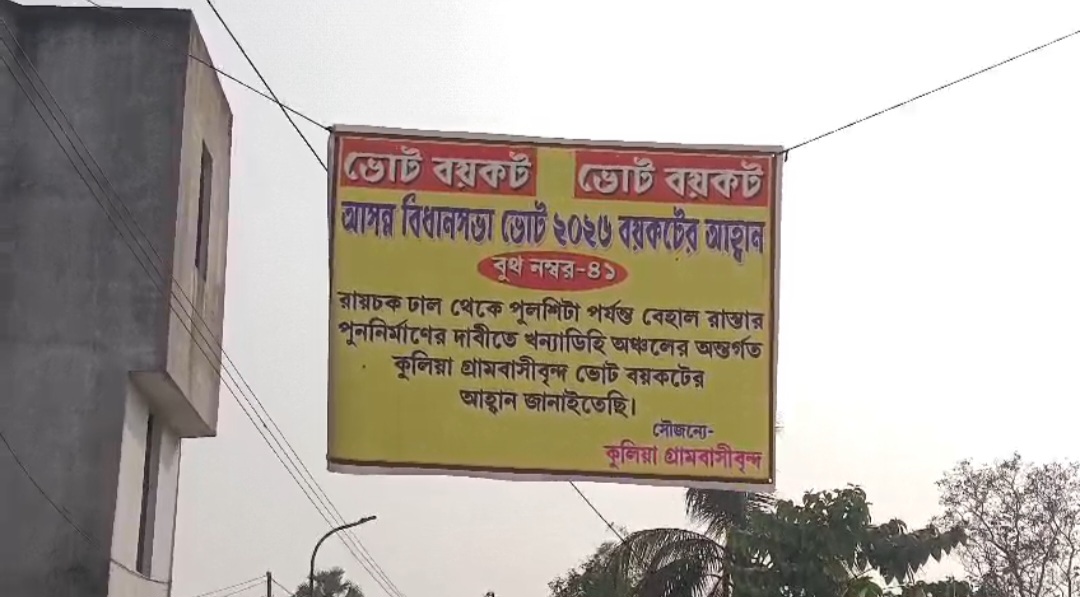 ভোট বয়কট ভোট বয়কট
আসন্ন বিধানসভা ভোট ২০২৬ বয়কটের আহ্বান
বুথ নম্বর-৪১
রায়চক ঢাল থেকে পুলশিটা পর্যন্ত বেহাল রাস্তার
পুননির্মাণের দাবীতে খন্যাডিহি অঞ্চলের অন্তর্গত
কুলিয়া গ্রামবাসীবৃন্দ ভোট বয়কটের
আহ্বান জানাইতেছি।
সৌজন্যে-
কুলিয়া গ্রামবাসীবৃন্দ